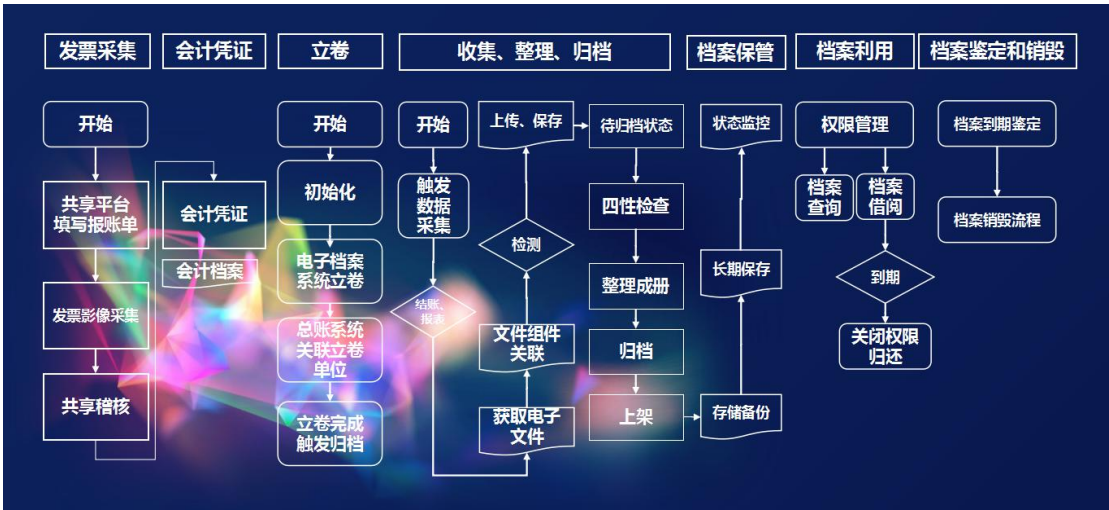 发票采集
会计凭证
立卷
收集、整理、归档
档案保管
档案利用
档案鉴定和销毁
开始
共享平台
填写报账单
发票影像采集
共享稽核
会计凭证
会计档案
开始
初始化
电子档案
系统立卷
总账系统
关联立卷
单位
立卷完成
触发归档
开始
触发
数据
采集
结账、
报表
获取电子
文件
文件组件
关联
检测
上传、保存
待归档状态
四性检查
整理成册
归档
上架
存储备份
长期保存
状态监控
权限管理
档案
查询
档案
借阅
到期
关闭权限
归还
档案到期鉴定
档案销毁流程